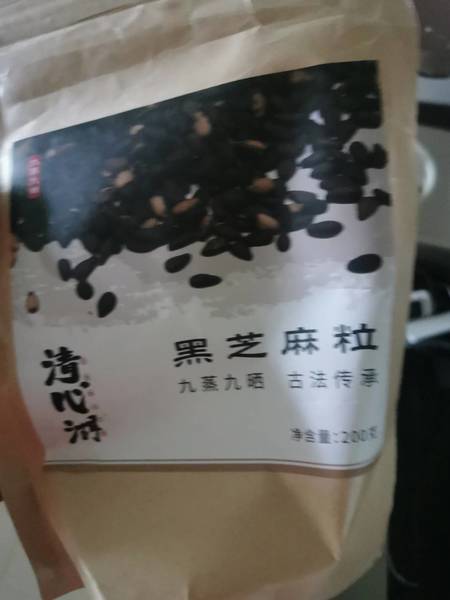 黑芝麻粒
九蒸九晒 古法传承
净含量:200克
清心湖